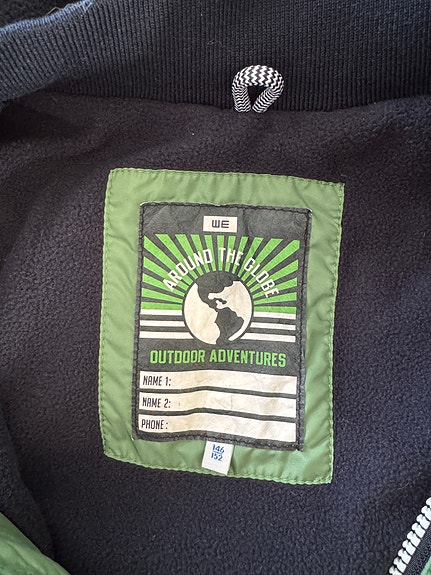 WE
AROUND THE GLOBE
OUTDOOR ADVENTURES
NAME 1:
NAME 2:
PHONE:
146
152